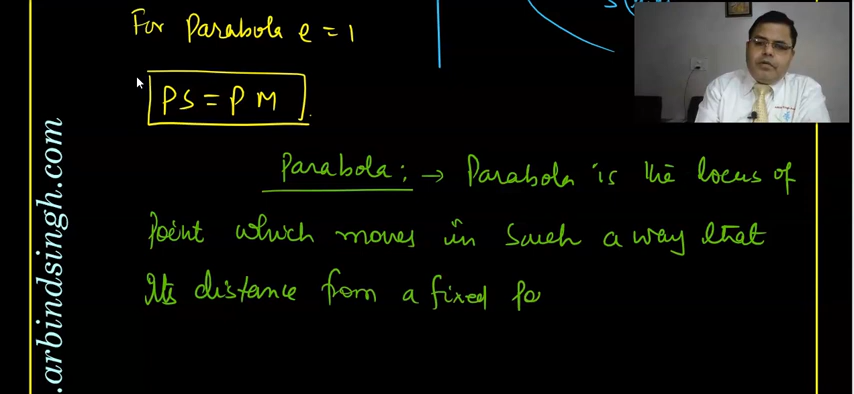 For Parabola e = 1
PS = PM
Parabola : → Parabola is the locus of
point which moves in such a way that
its distance from a fixed po
.arbindsingh.com